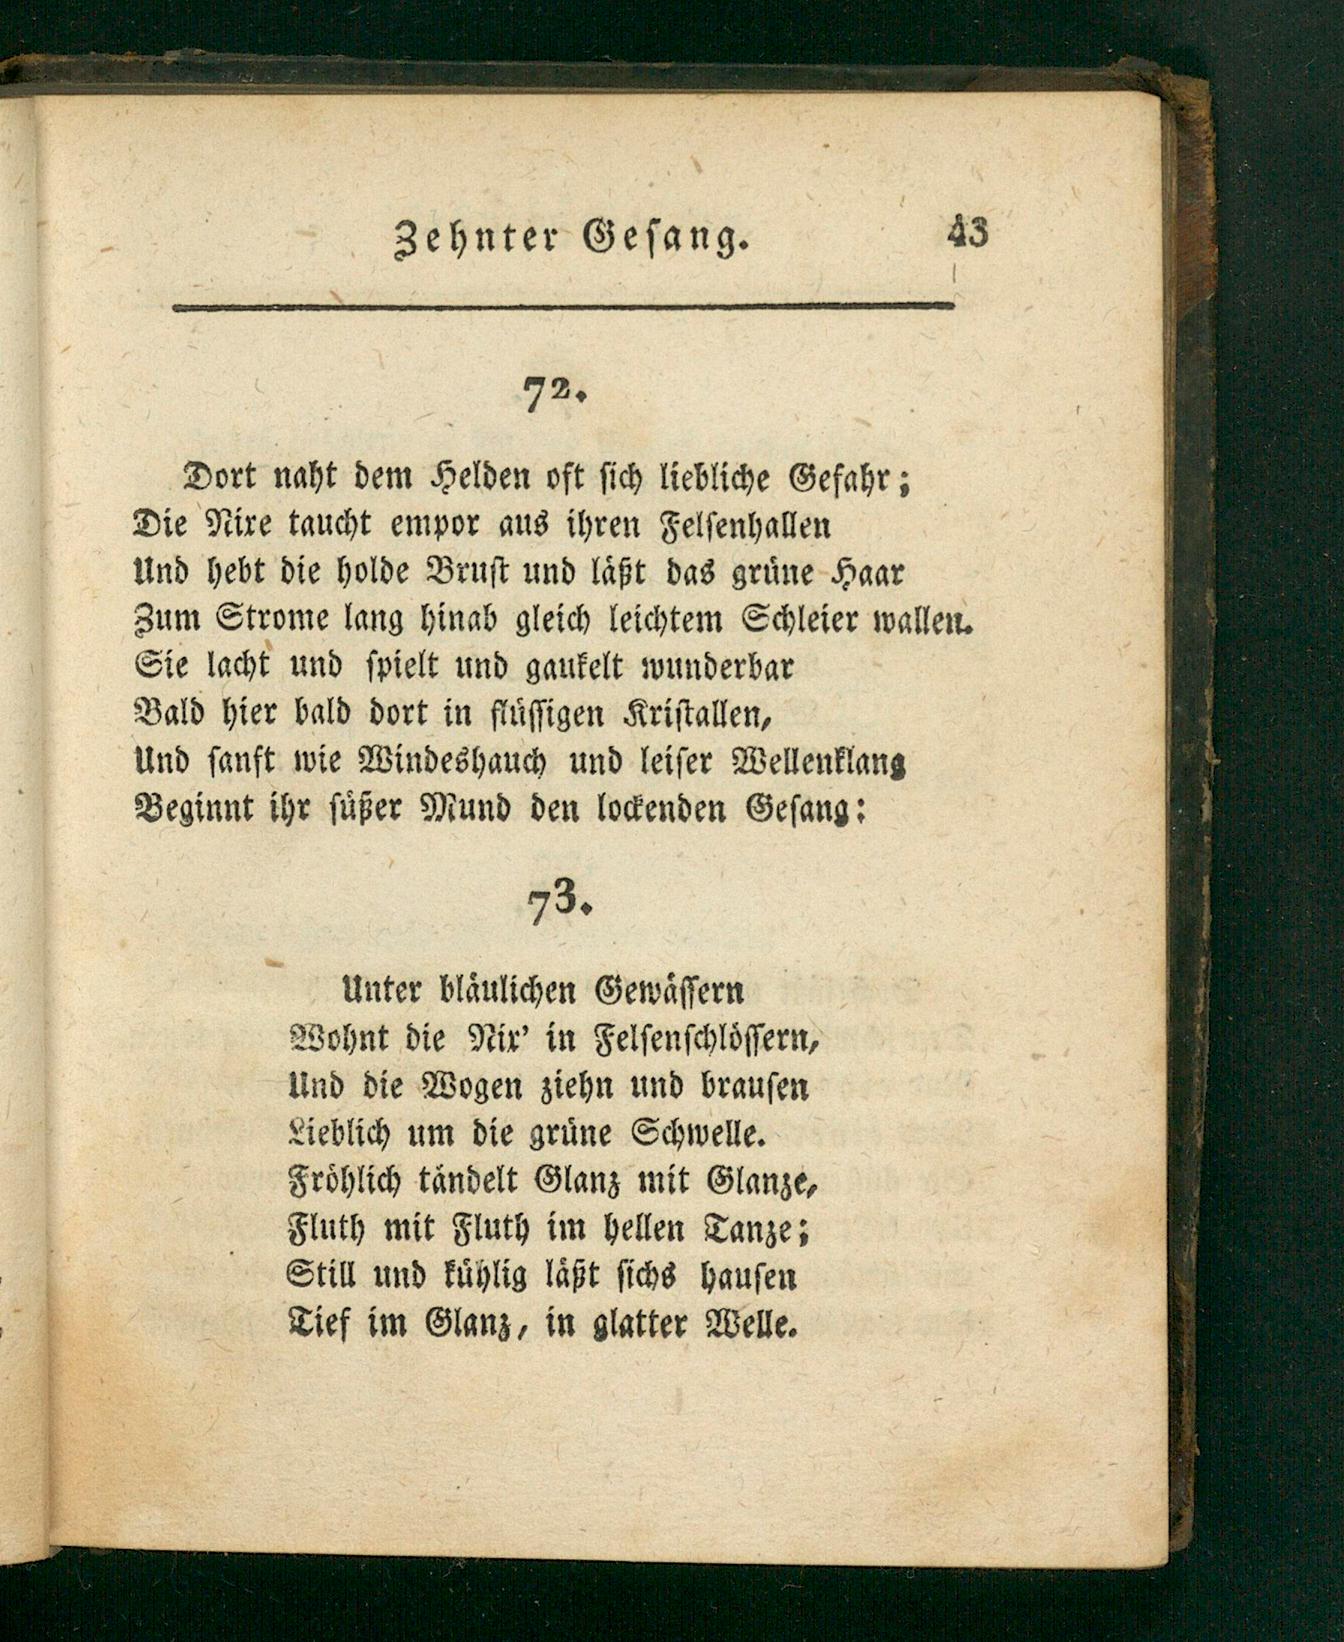 Zehnter Geſang. 43
72.
Dort naht dem Helden oft ſich liebliche Gefahr;
Die Nixe taucht empor aus ihren Felſenhallen
Und hebt die holde Bruſt und läßt das grüne Haar
Zum Strome lang hinab gleich leichtem Schleier wallen.
Sie lacht und ſpielt und gaukelt wunderbar
Bald hier bald dort in flüſſigen Kriſtallen,
Und ſanft wie Windeshauch und leiſer Wellenklang
Beginnt ihr ſüßer Mund den lockenden Geſang:
73.
Unter bläulichen Gewäſſern
Wohnt die Nix' in Felſenſchlöſſern,
Und die Wogen ziehn und brauſen
Lieblich um die grüne Schwelle.
Fröhlich tändelt Glanz mit Glanze,
Fluth mit Fluth im hellen Tanze;
Still und kühlig läßt ſichs hauſen
Tief im Glanz, in glatter Welle.